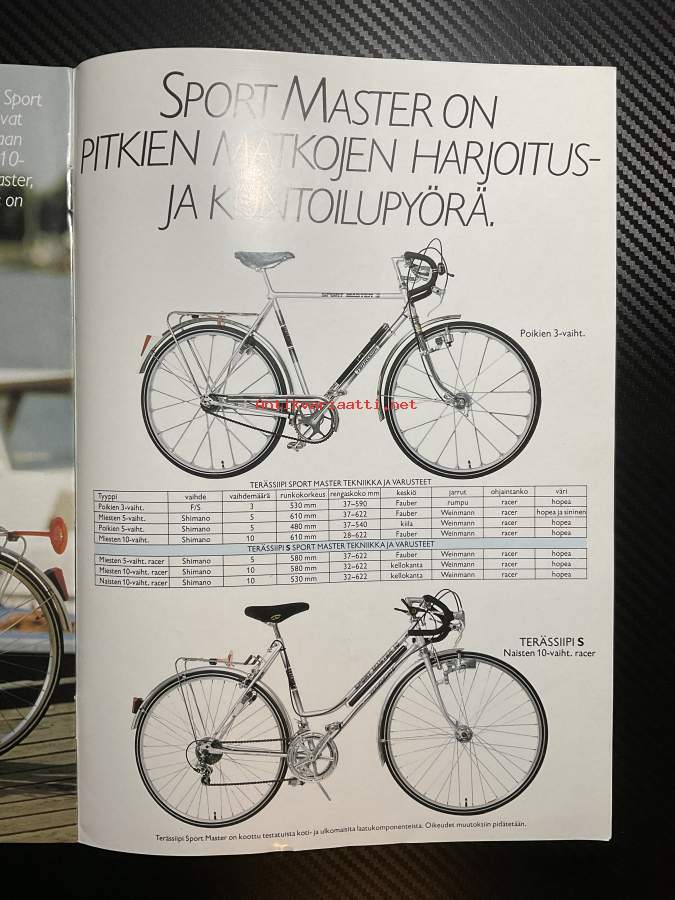 Sport
vat
aan
10-
aster,
on
SPORT MASTER ON
PITKIEN MATKOJEN HARJOITUS-
JA KUNTOILUPYÖRÄ.
SPORT MASTER 3
Poikien 3-vaiht.
antikvariaatti.net
TERÄSSIIPI SPORT MASTER TEKNIIKKA JA VARUSTEET
Tyyppi vaihde vaihdemäärä runkokorkeus rengaskoko mm keskiö jarrut ohjaintanko väri
Poikien 3-vaiht. F/S 3 530 mm 37–590 Fauber rumpu racer hopea
Miesten 5-vaiht. Shimano 5 610 mm 37–622 Fauber Weinmann racer hopea ja sininen
Poikien 5-vaiht. Shimano 5 480 mm 37–540 kiila Weinmann racer hopea
Miesten 10-vaiht. Shimano 10 610 mm 28–622 Fauber Weinmann racer hopea
TERÄSSIIPI S SPORT MASTER TEKNIIKKA JA VARUSTEET
Miesten 5-vaiht. racer Shimano 5 580 mm 37–622 Fauber Weinmann racer hopea
Miesten 10-vaiht. racer Shimano 10 580 mm 32–622 kellokanta Weinmann racer hopea
Naisten 10-vaiht. racer Shimano 10 530 mm 32–622 kellokanta Weinmann racer hopea
TERÄSSIIPI S
Naisten 10-vaiht. racer
SPORT MASTER
Terässiipi Sport Master on koottu testatuista koti- ja ulkomaisita laatukomponenteista. Oikeudet muutoksiin pidätetään.